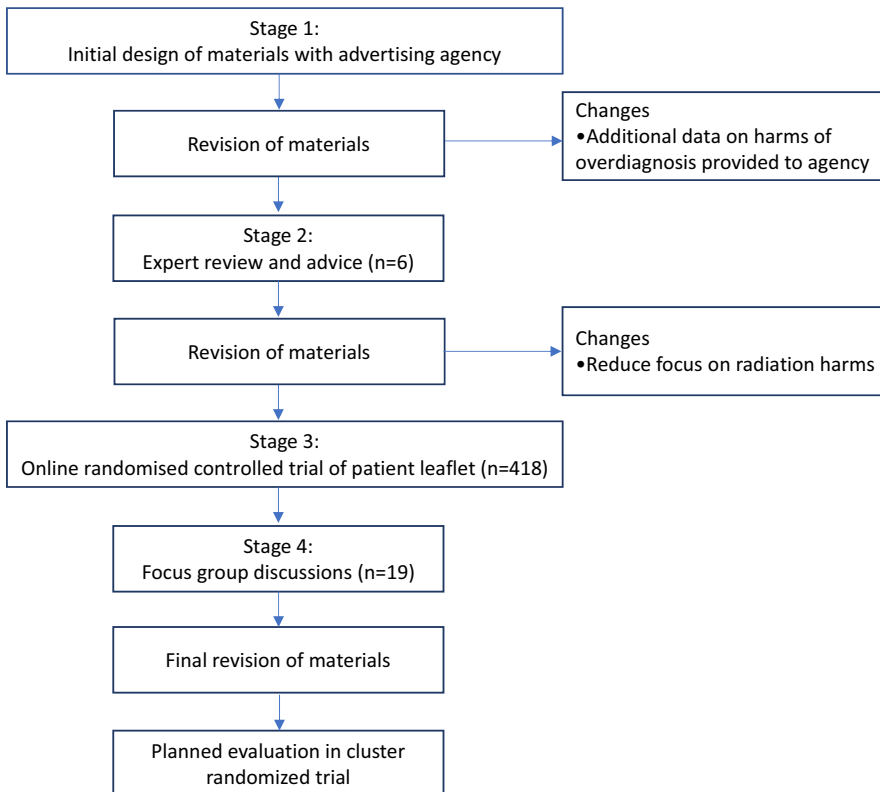 Stage 1:
Initial design of materials with advertising agency
Revision of materials
Changes
•Additional data on harms of
overdiagnosis provided to agency
Stage 2:
Expert review and advice (n=6)
Revision of materials
Changes
•Reduce focus on radiation harms
Stage 3:
Online randomised controlled trial of patient leaflet (n=418)
Stage 4:
Focus group discussions (n=19)
Final revision of materials
Planned evaluation in cluster
randomized trial